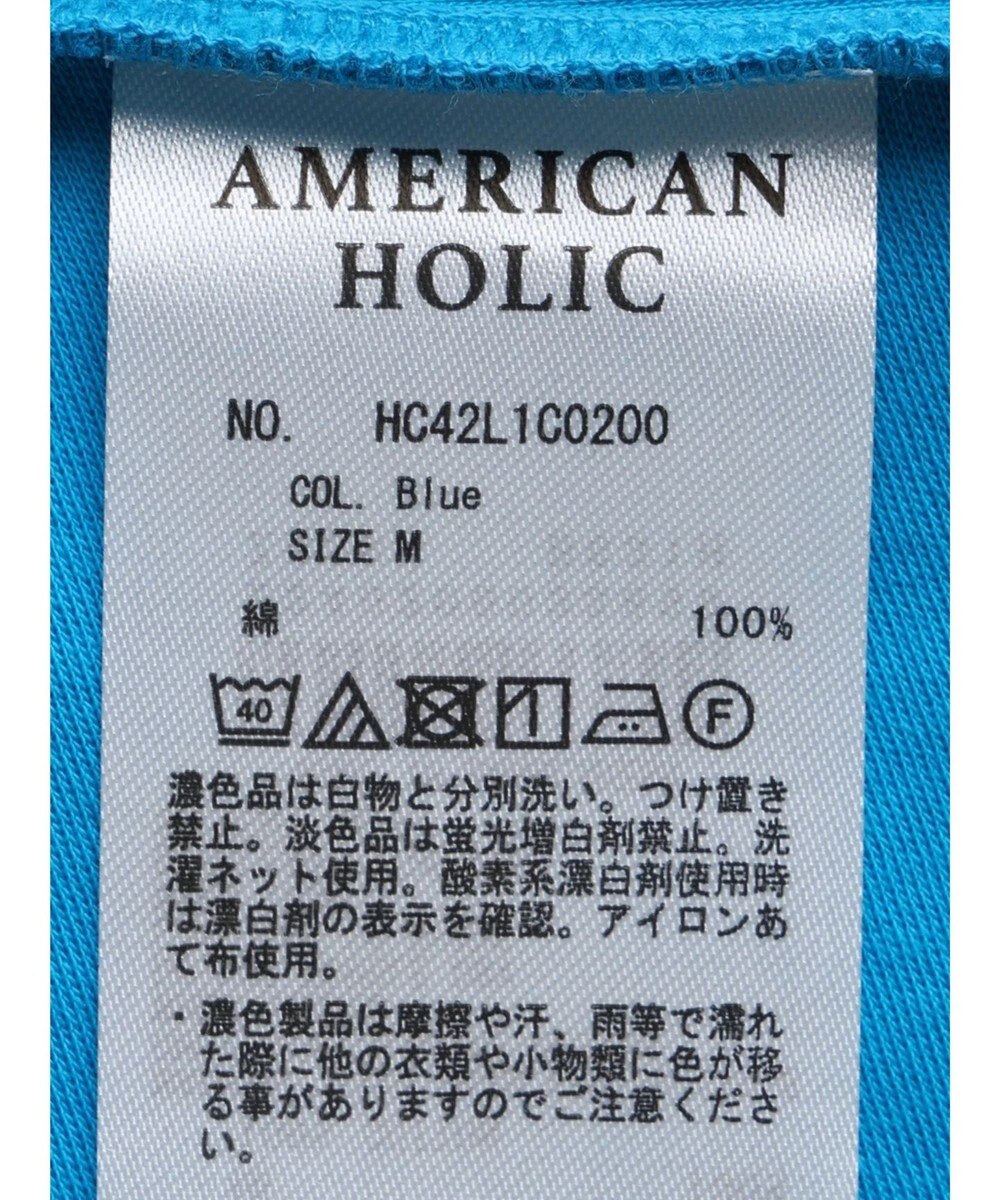 AMERICAN
HOLIC
NO. HC42L1C0200
COL. Blue
SIZE M
綿 100%
40 F
濃色品は白物と分別洗い。つけ置き
禁止。淡色品は蛍光増白剤禁止。洗
濯ネット使用。酸素系漂白剤使用時
は漂白剤の表示を確認。アイロンあ
て布使用。
・濃色製品は摩擦や汗、雨等で濡れ
た際に他の衣類や小物類に色が移
る事がありますのでご注意くださ
い。